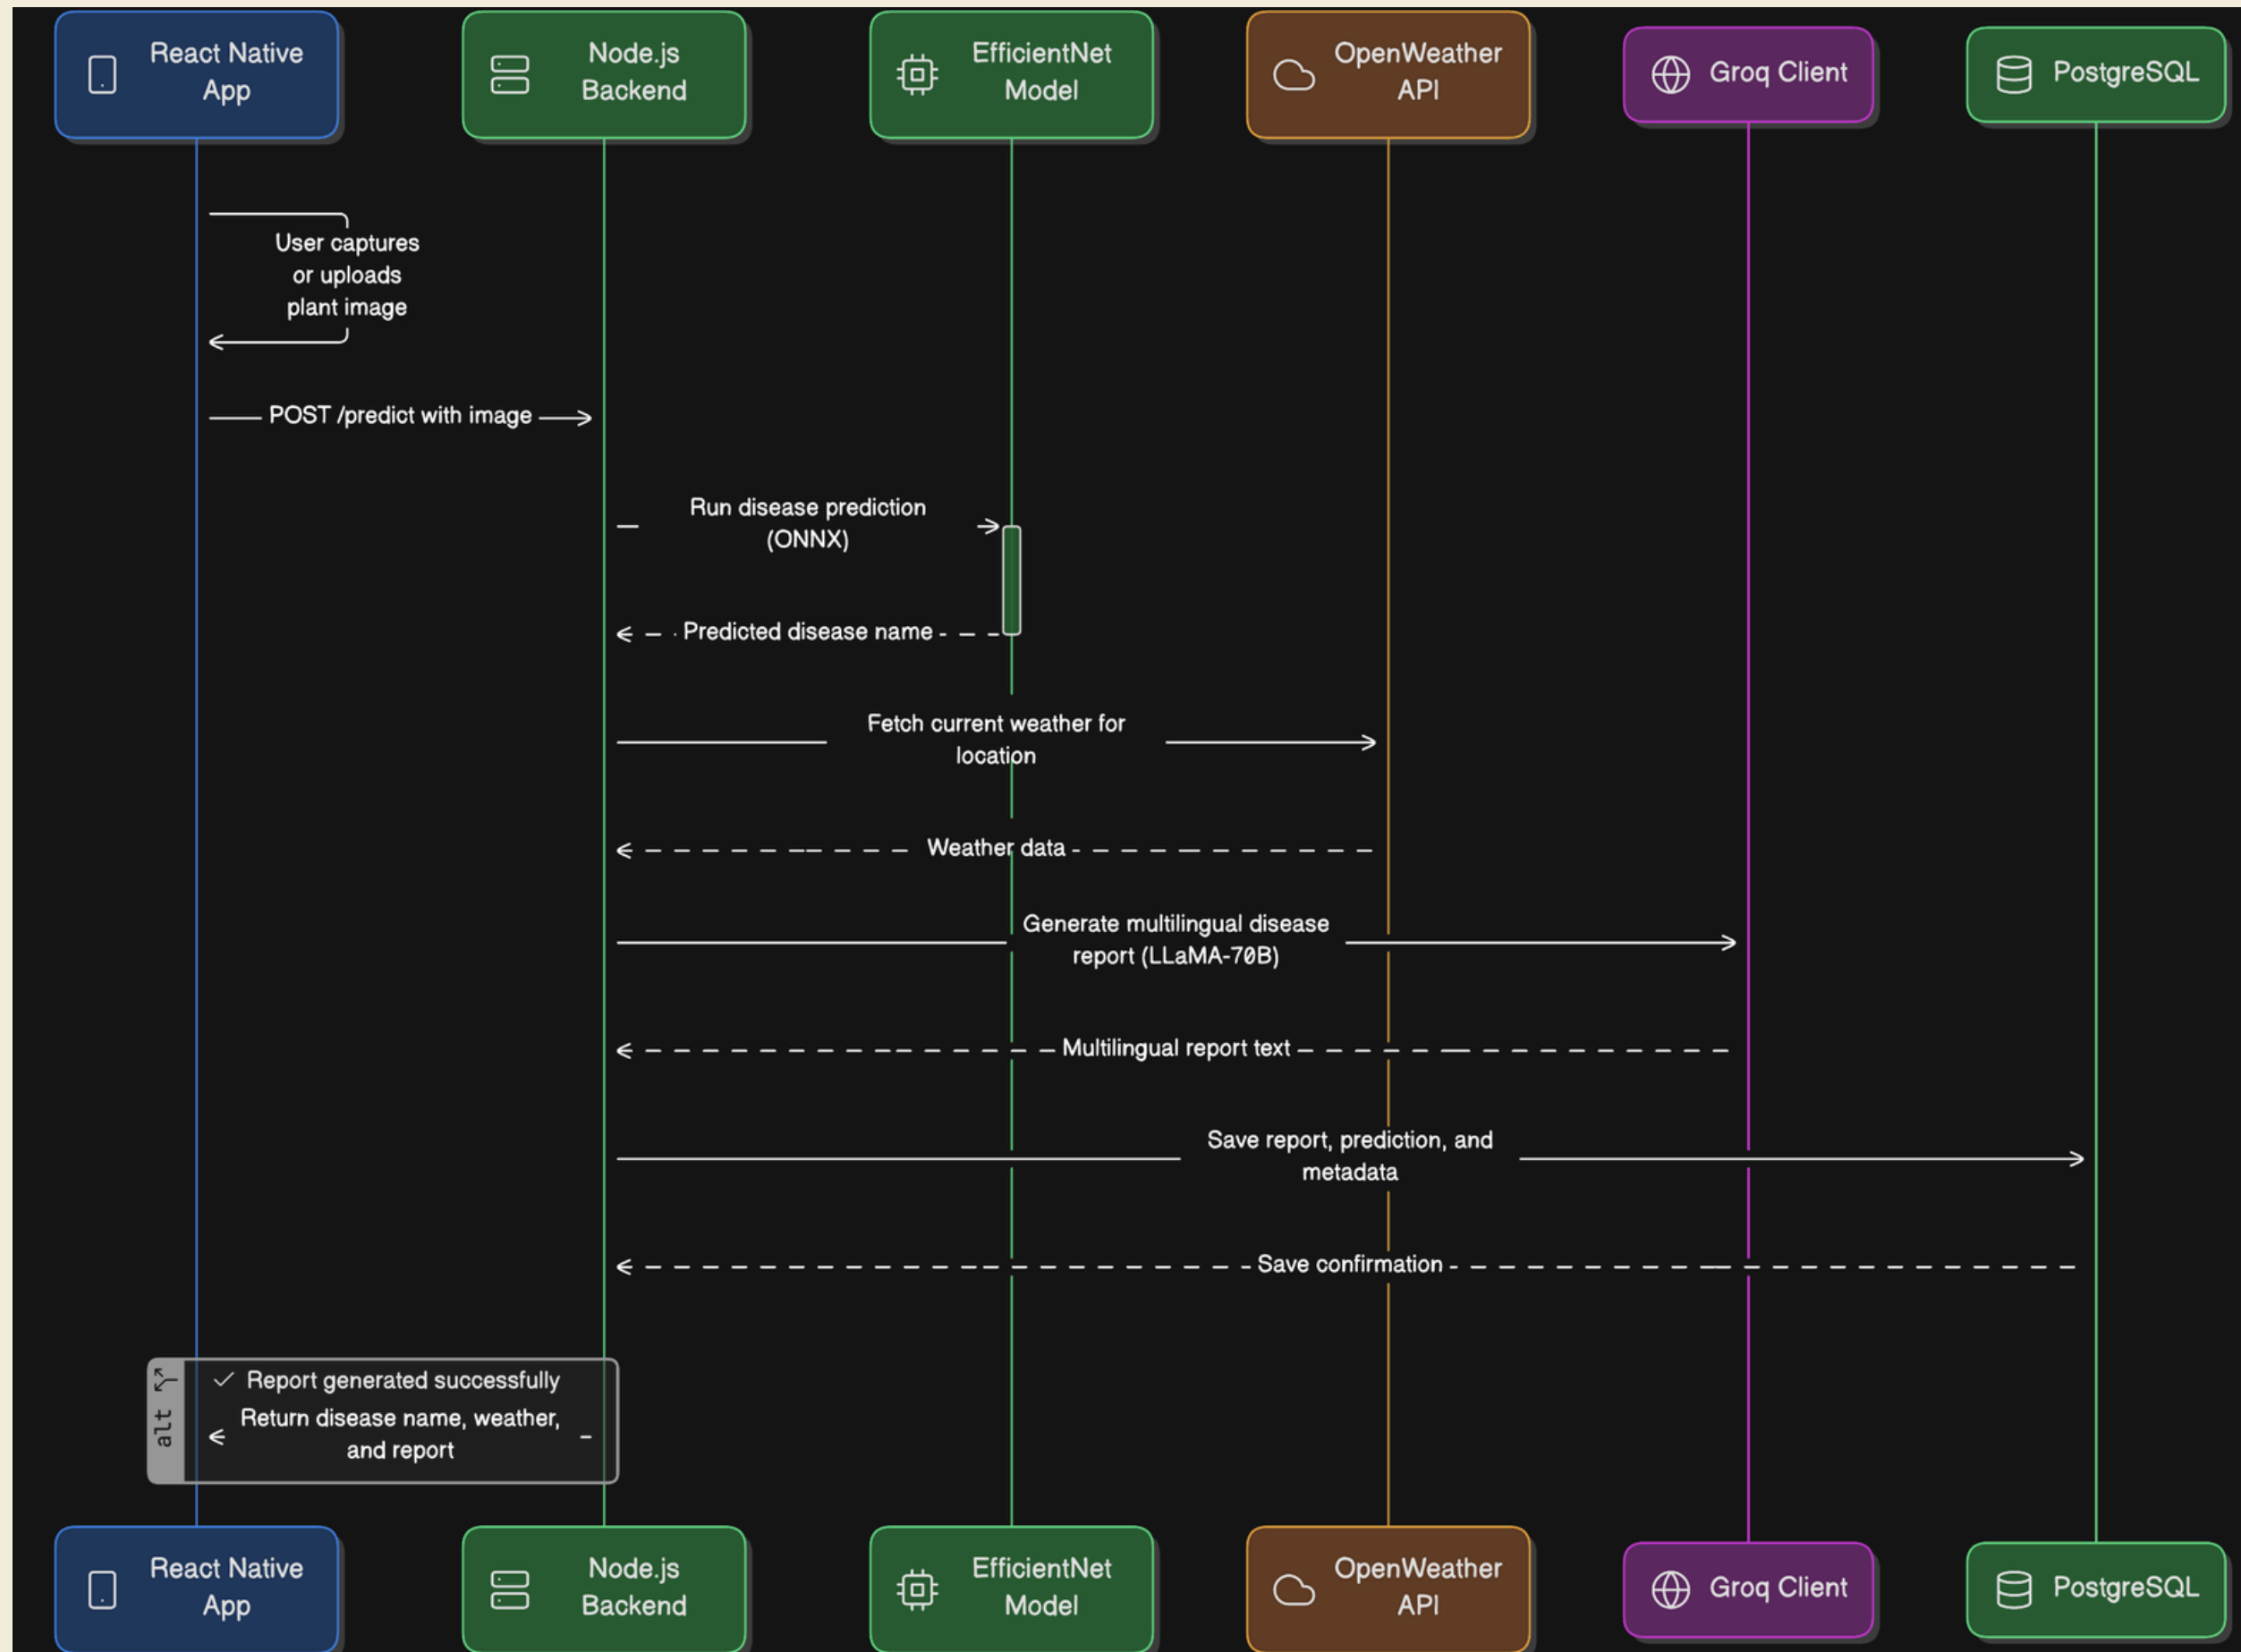 React Native
App
Node.js
Backend
EfficientNet
Model
OpenWeather
API
Groq Client
PostgreSQL
User captures
or uploads
plant image
POST /predict with image
Run disease prediction
(ONNX)
Predicted disease name
Fetch current weather for
location
Weather data
Generate multilingual disease
report (LLaMA-70B)
Multilingual report text
Save report, prediction, and
metadata
Save confirmation
alt
Report generated successfully
Return disease name, weather,
and report
React Native
App
Node.js
Backend
EfficientNet
Model
OpenWeather
API
Groq Client
PostgreSQL